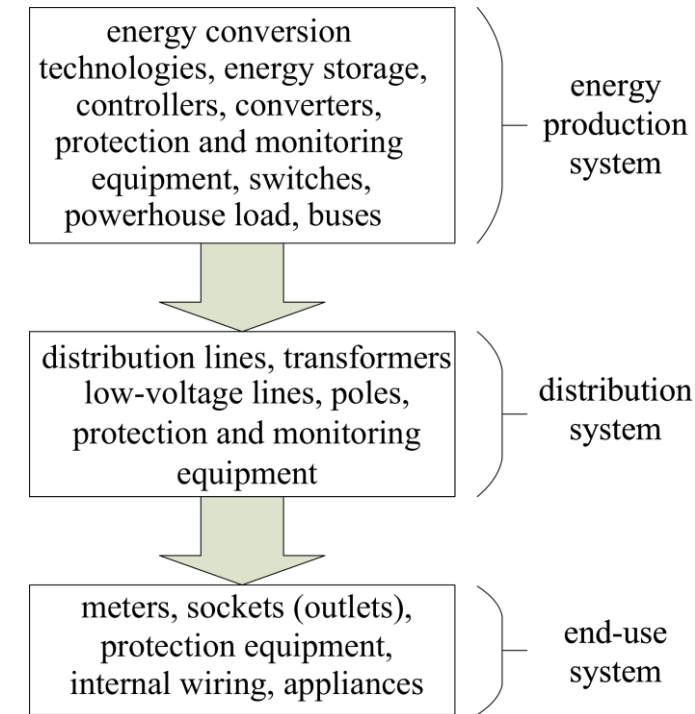 energy conversion
technologies, energy storage,
controllers, converters,
protection and monitoring
equipment, switches,
powerhouse load, buses
energy
production
system
distribution lines, transformers
low-voltage lines, poles,
protection and monitoring
equipment
distribution
system
meters, sockets (outlets),
protection equipment,
internal wiring, appliances
end-use
system